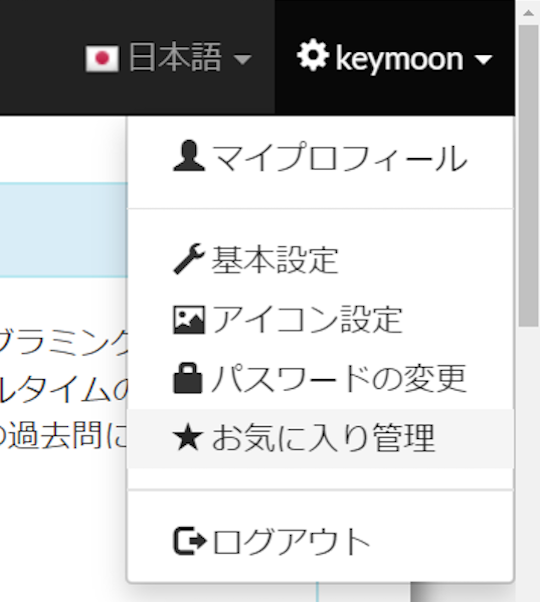 日本語
keymoon
マイプロフィール
基本設定
アイコン設定
パスワードの変更
お気に入り管理
ログアウト
グラミング
ルタイムの
の過去問に